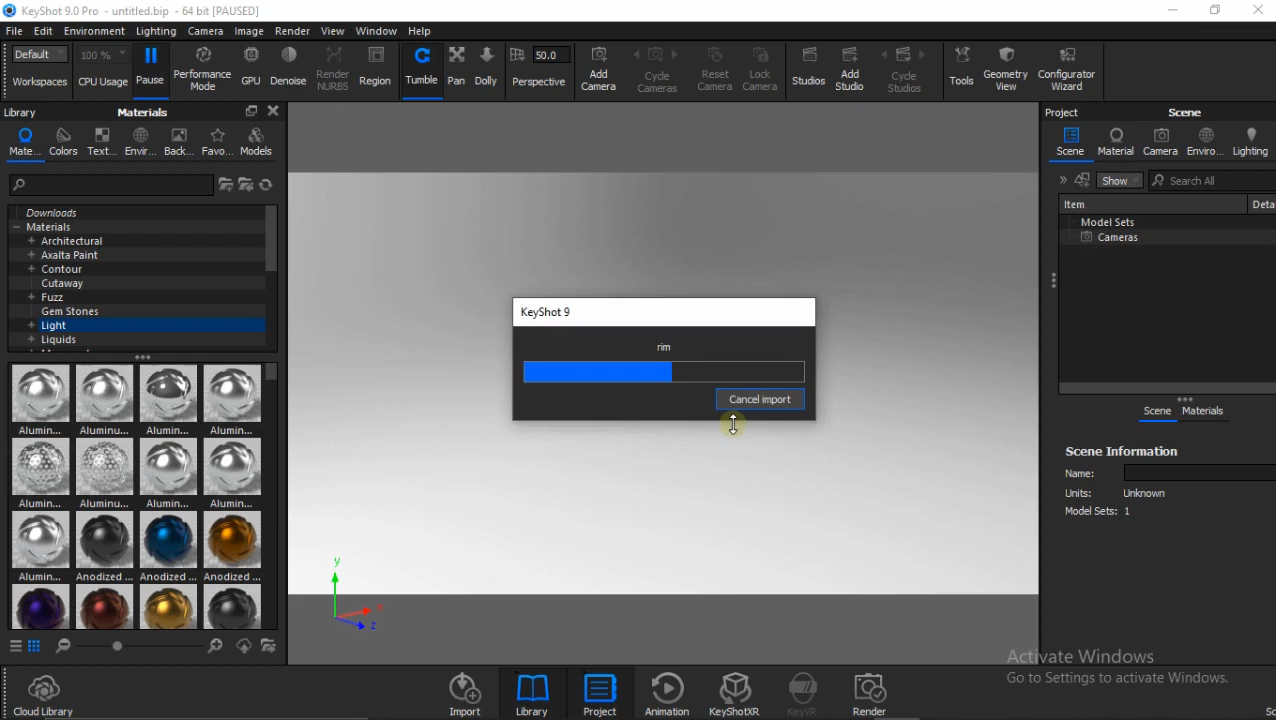 KeyShot 9.0 Pro - untitled.bip - 64 bit [PAUSED]
File Edit Environment Lighting Camera Image Render View Window Help
Default 100 % 50.0
Workspaces CPU Usage Pause Performance Mode GPU Denoise Render NURBS Region Tumble Pan Dolly Perspective Add Camera Cycle Cameras Reset Camera Lock Camera Studios Add Studio Cycle Studios Tools Geometry View Configurator Wizard
Library Materials
Mate... Colors Text... Envir... Back... Favo... Models
Downloads
Materials
Architectural
Axalta Paint
Contour
Cutaway
Fuzz
Gem Stones
Light
Liquids
Alumin... Aluminu... Alumin... Alumin...
Alumin... Aluminu... Alumin... Alumin...
Alumin... Anodized ... Anodized ... Anodized ...
KeyShot 9
rim
Cancel import
y
z
Project Scene
Scene Material Camera Enviro... Lighting
Show Search All
Item Deta
Model Sets
Cameras
Scene Materials
Scene Information
Name:
Units: Unknown
Model Sets: 1
Activate Windows
Go to Settings to activate Windows.
Cloud Library Import Library Project Animation KeyShotXR KeyVR Render Sc